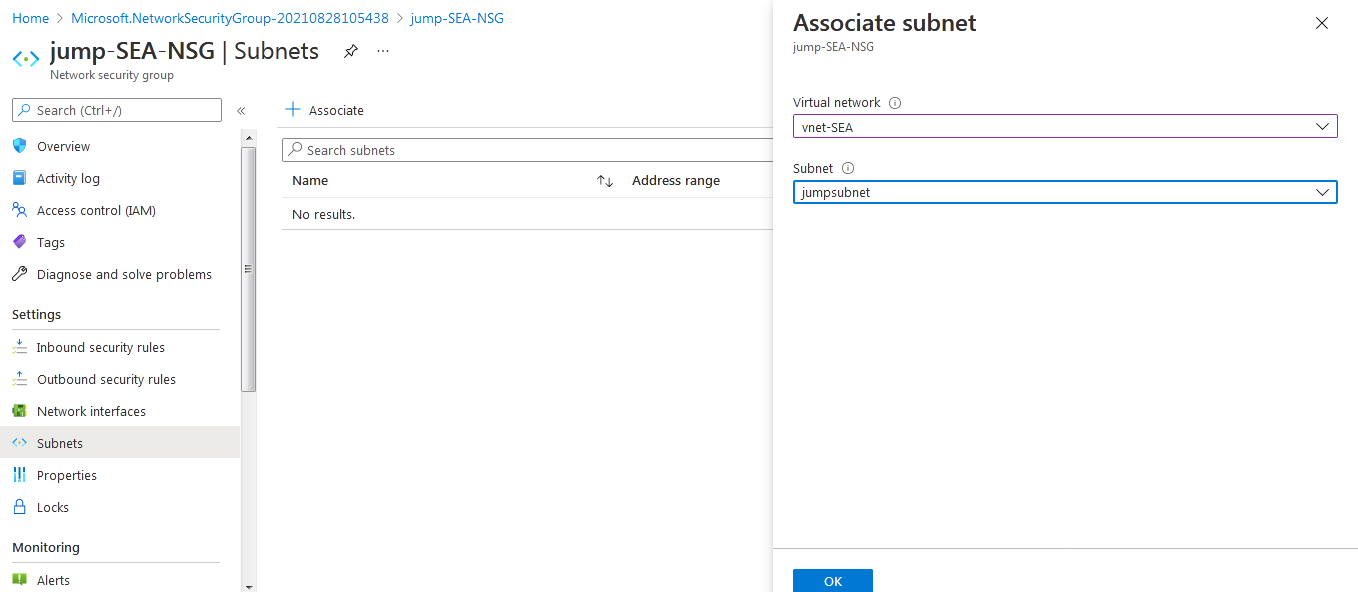 Home > Microsoft.NetworkSecurityGroup-20210828105438 > jump-SEA-NSG
jump-SEA-NSG | Subnets ...
Network security group
Search (Ctrl+/) «
Overview
Activity log
Access control (IAM)
Tags
Diagnose and solve problems
Settings
Inbound security rules
Outbound security rules
Network interfaces
Subnets
Properties
Locks
Monitoring
Alerts
+ Associate
Search subnets
Name ↑↓ Address range
No results.
Associate subnet
jump-SEA-NSG
Virtual network
vnet-SEA
Subnet
jumpsubnet
OK